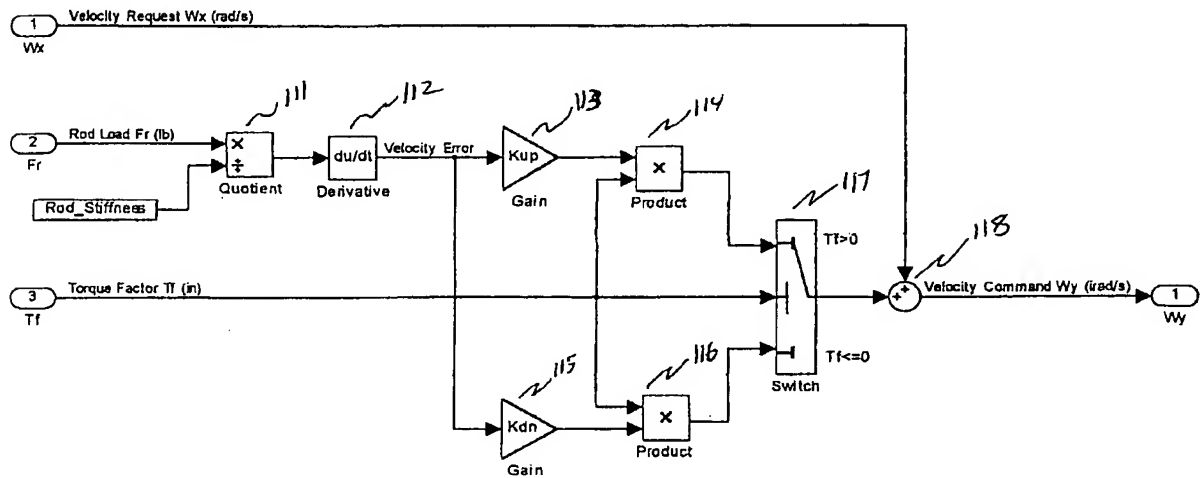 1
Velocity Request Wx (rad/s)
Wx
111
112
113
114
2
Rod Load Fr (lb)
Fr
×
÷
Quotient
du/dt
Derivative
Velocity Error
Kup
Gain
×
Product
Rod_Stiffness
117
Tf>0
118
3
Torque Factor Tf (in)
Tf
+
+
Velocity Command Wy (irad/s)
1
Wy
115
116
Tf<=0
Switch
Kdn
Gain
×
Product